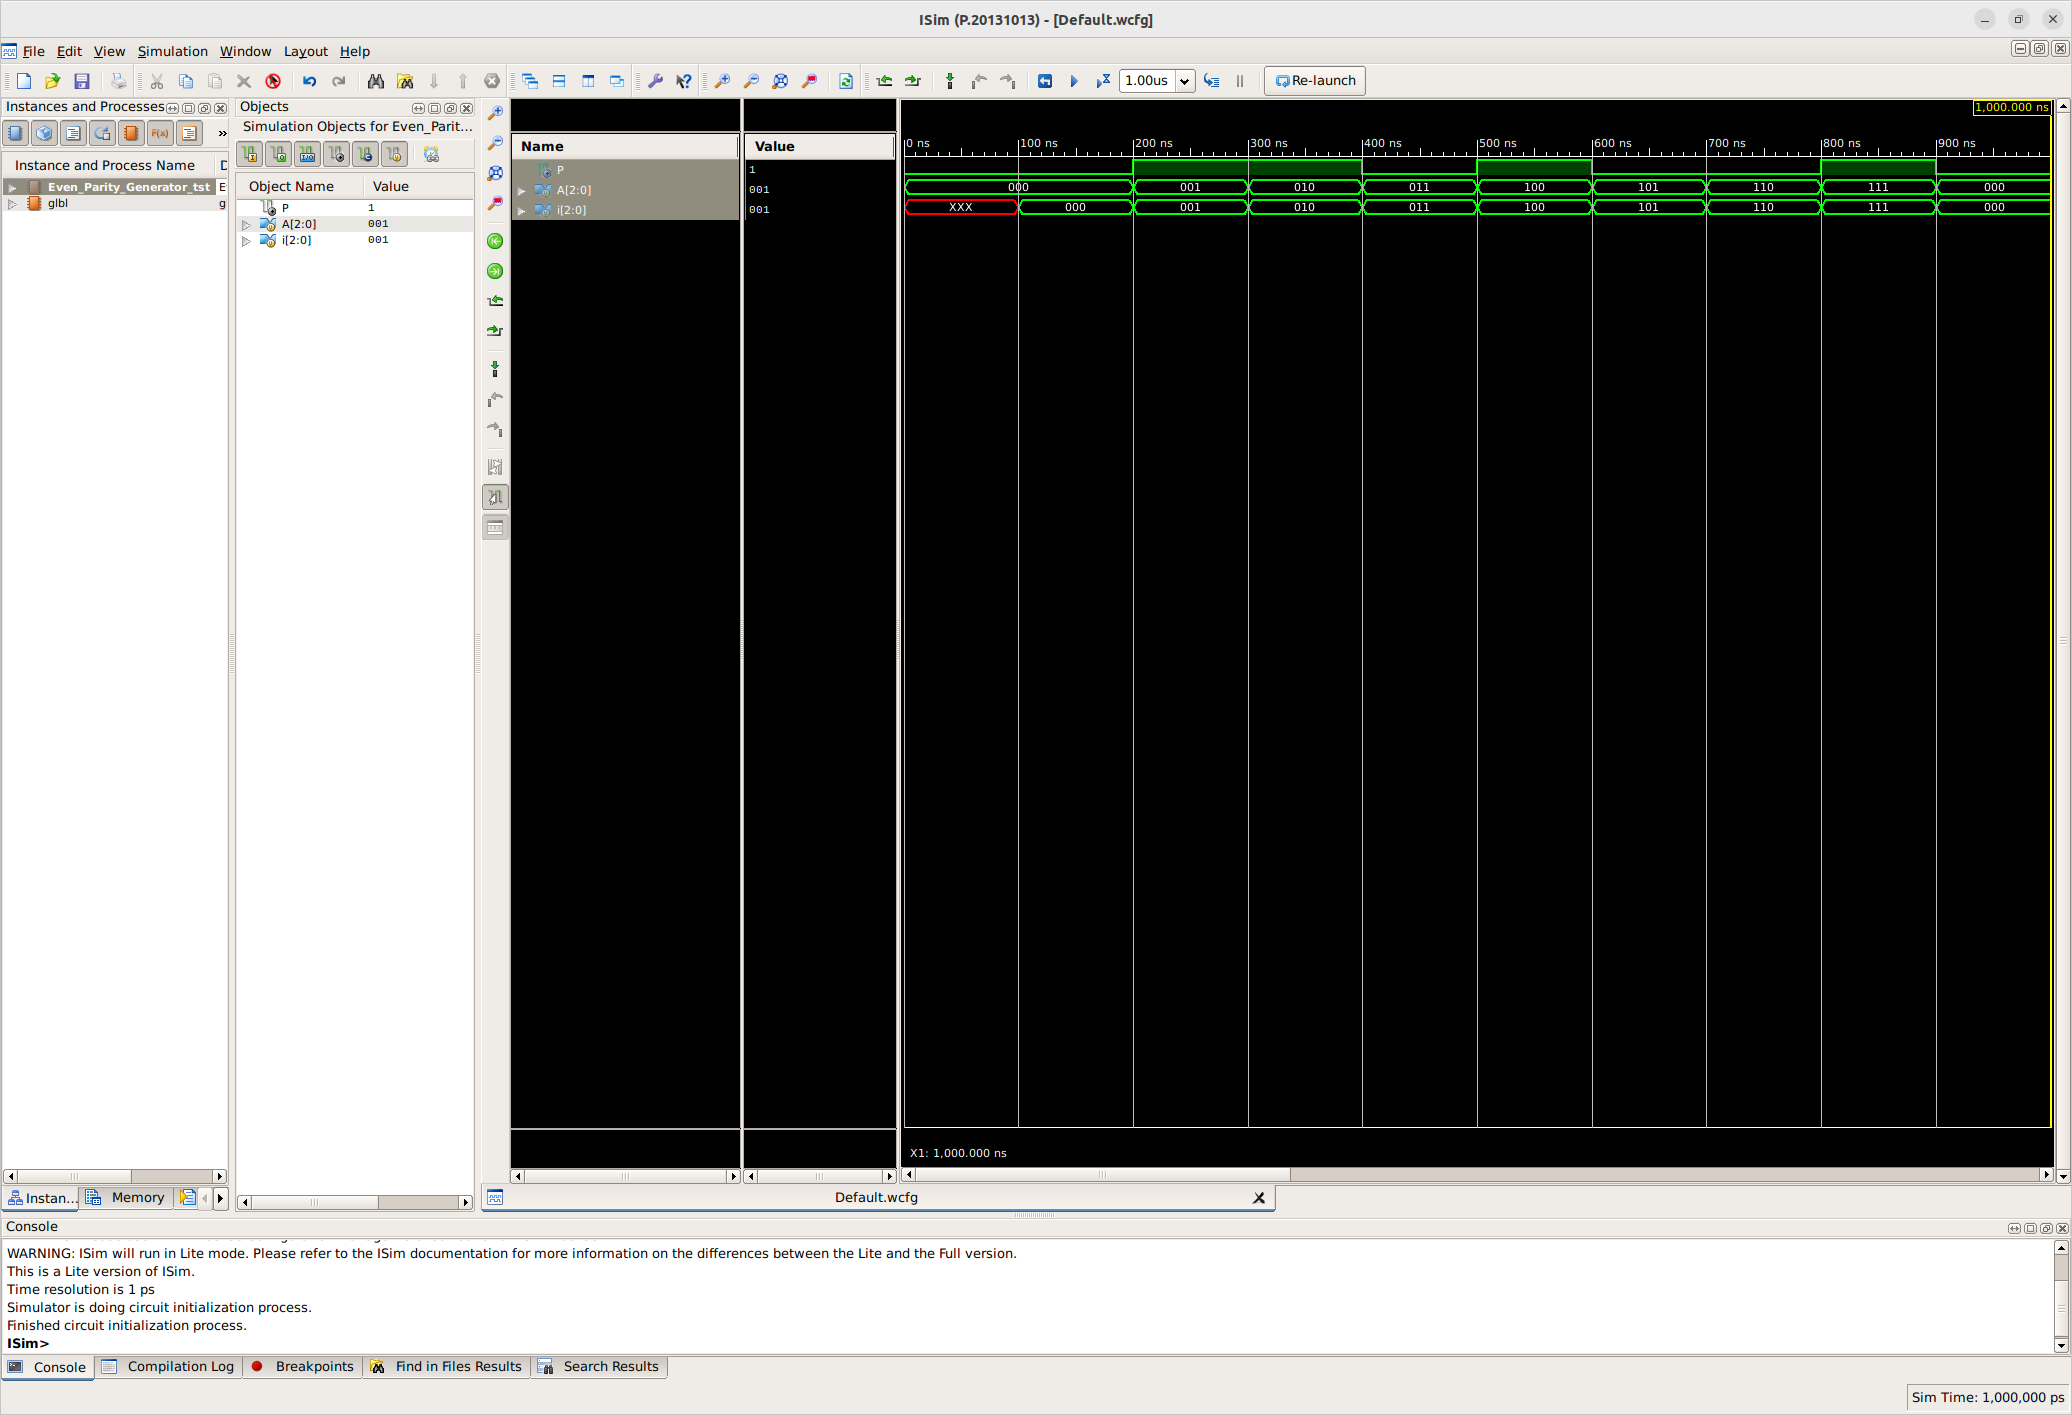 ISim (P.20131013) - [Default.wcfg]
File Edit View Simulation Window Layout Help
1.00us Re-launch
Instances and Processes
Objects
Simulation Objects for Even_Parit...
f(x) »
Instance and Process Name
Even_Parity_Generator_tst E
glbl g
Object Name Value
P 1
A[2:0] 001
i[2:0] 001
Name Value
P 1
A[2:0] 001
i[2:0] 001
1,000.000 ns
0 ns 100 ns 200 ns 300 ns 400 ns 500 ns 600 ns 700 ns 800 ns 900 ns
000 001 010 011 100 101 110 111 000
XXX 000 001 010 011 100 101 110 111 000
X1: 1,000.000 ns
Instan... Memory
Default.wcfg
Console
WARNING: ISim will run in Lite mode. Please refer to the ISim documentation for more information on the differences between the Lite and the Full version.
This is a Lite version of ISim.
Time resolution is 1 ps
Simulator is doing circuit initialization process.
Finished circuit initialization process.
ISim>
Console Compilation Log Breakpoints Find in Files Results Search Results
Sim Time: 1,000,000 ps